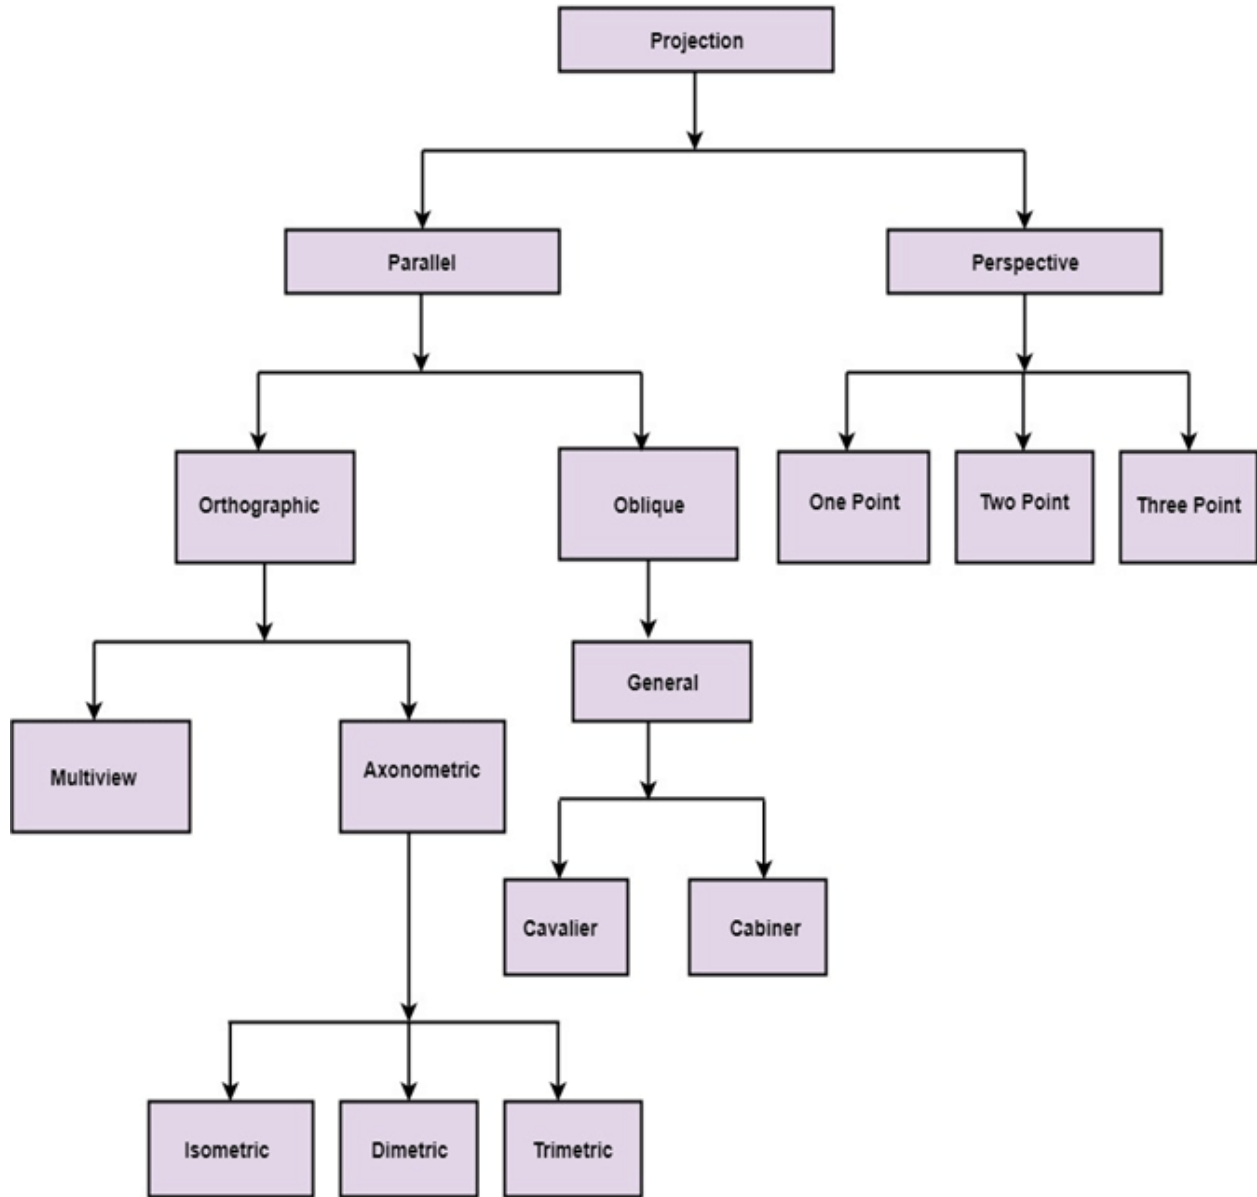 Projection
Parallel
Perspective
Orthographic
Oblique
One Point
Two Point
Three Point
General
Multiview
Axonometric
Cavalier
Cabiner
Isometric
Dimetric
Trimetric